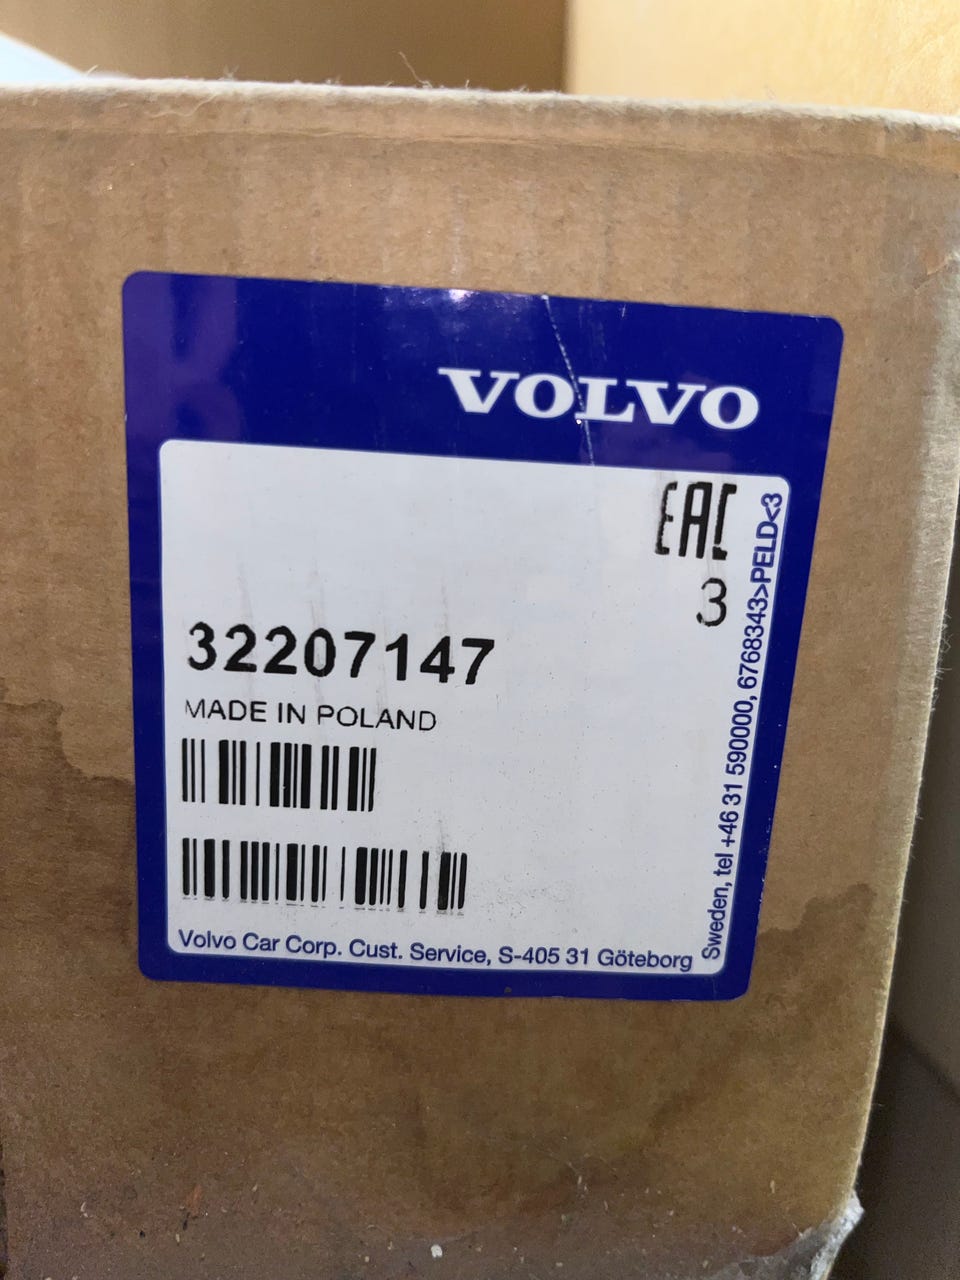 VOLVO
EAC
3
32207147
MADE IN POLAND
Volvo Car Corp. Cust. Service, S-405 31 Göteborg
Sweden, tel +46 31 590000, 6768343>PELD<3